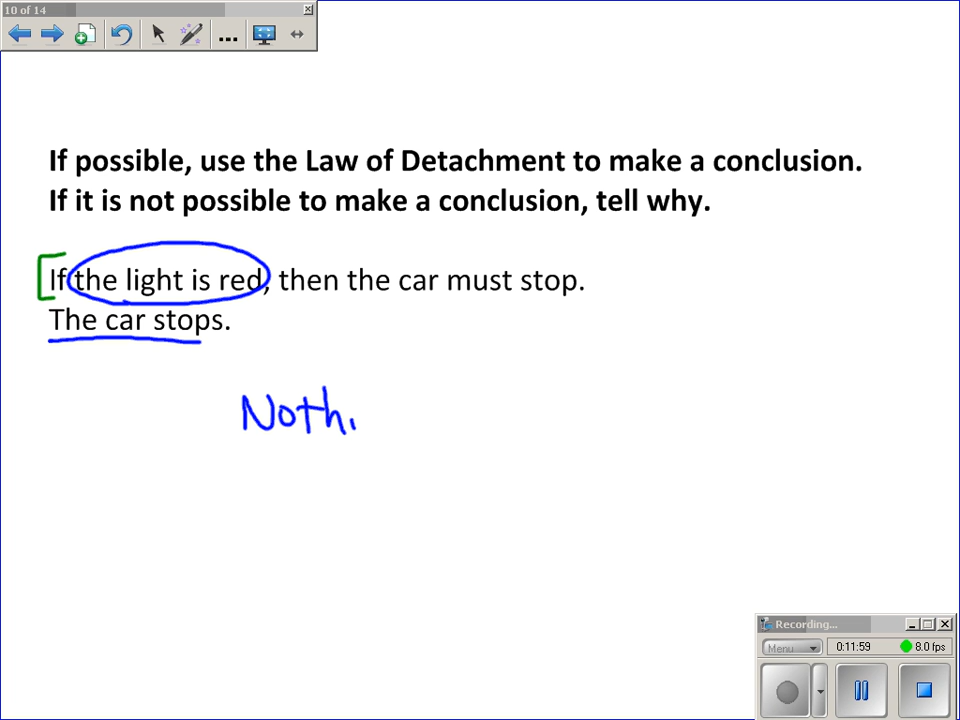 10 of 14
If possible, use the Law of Detachment to make a conclusion.
If it is not possible to make a conclusion, tell why.
If the light is red, then the car must stop.
The car stops.
Nothi
Recording...
Menu
0:11:59
8.0 fps